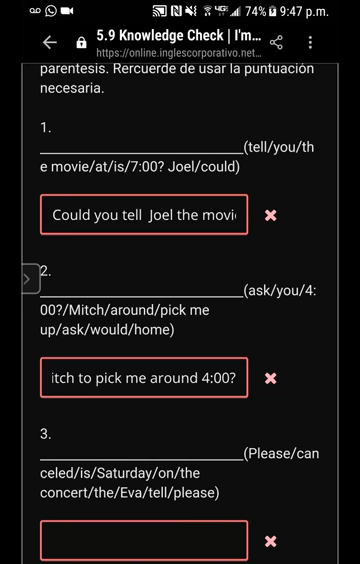 74% 9:47 p.m.
5.9 Knowledge Check | I'm...
https://online.inglescorporativo.net...
parentesis. Recuerde de usar la puntuación
necesaria.
1.
(tell/you/th
e movie/at/is/7:00? Joel/could)
Could you tell  Joel the movi
2.
(ask/you/4:
00?/Mitch/around/pick me
up/ask/would/home)
itch to pick me around 4:00?
3.
(Please/can
celed/is/Saturday/on/the
concert/the/Eva/tell/please)